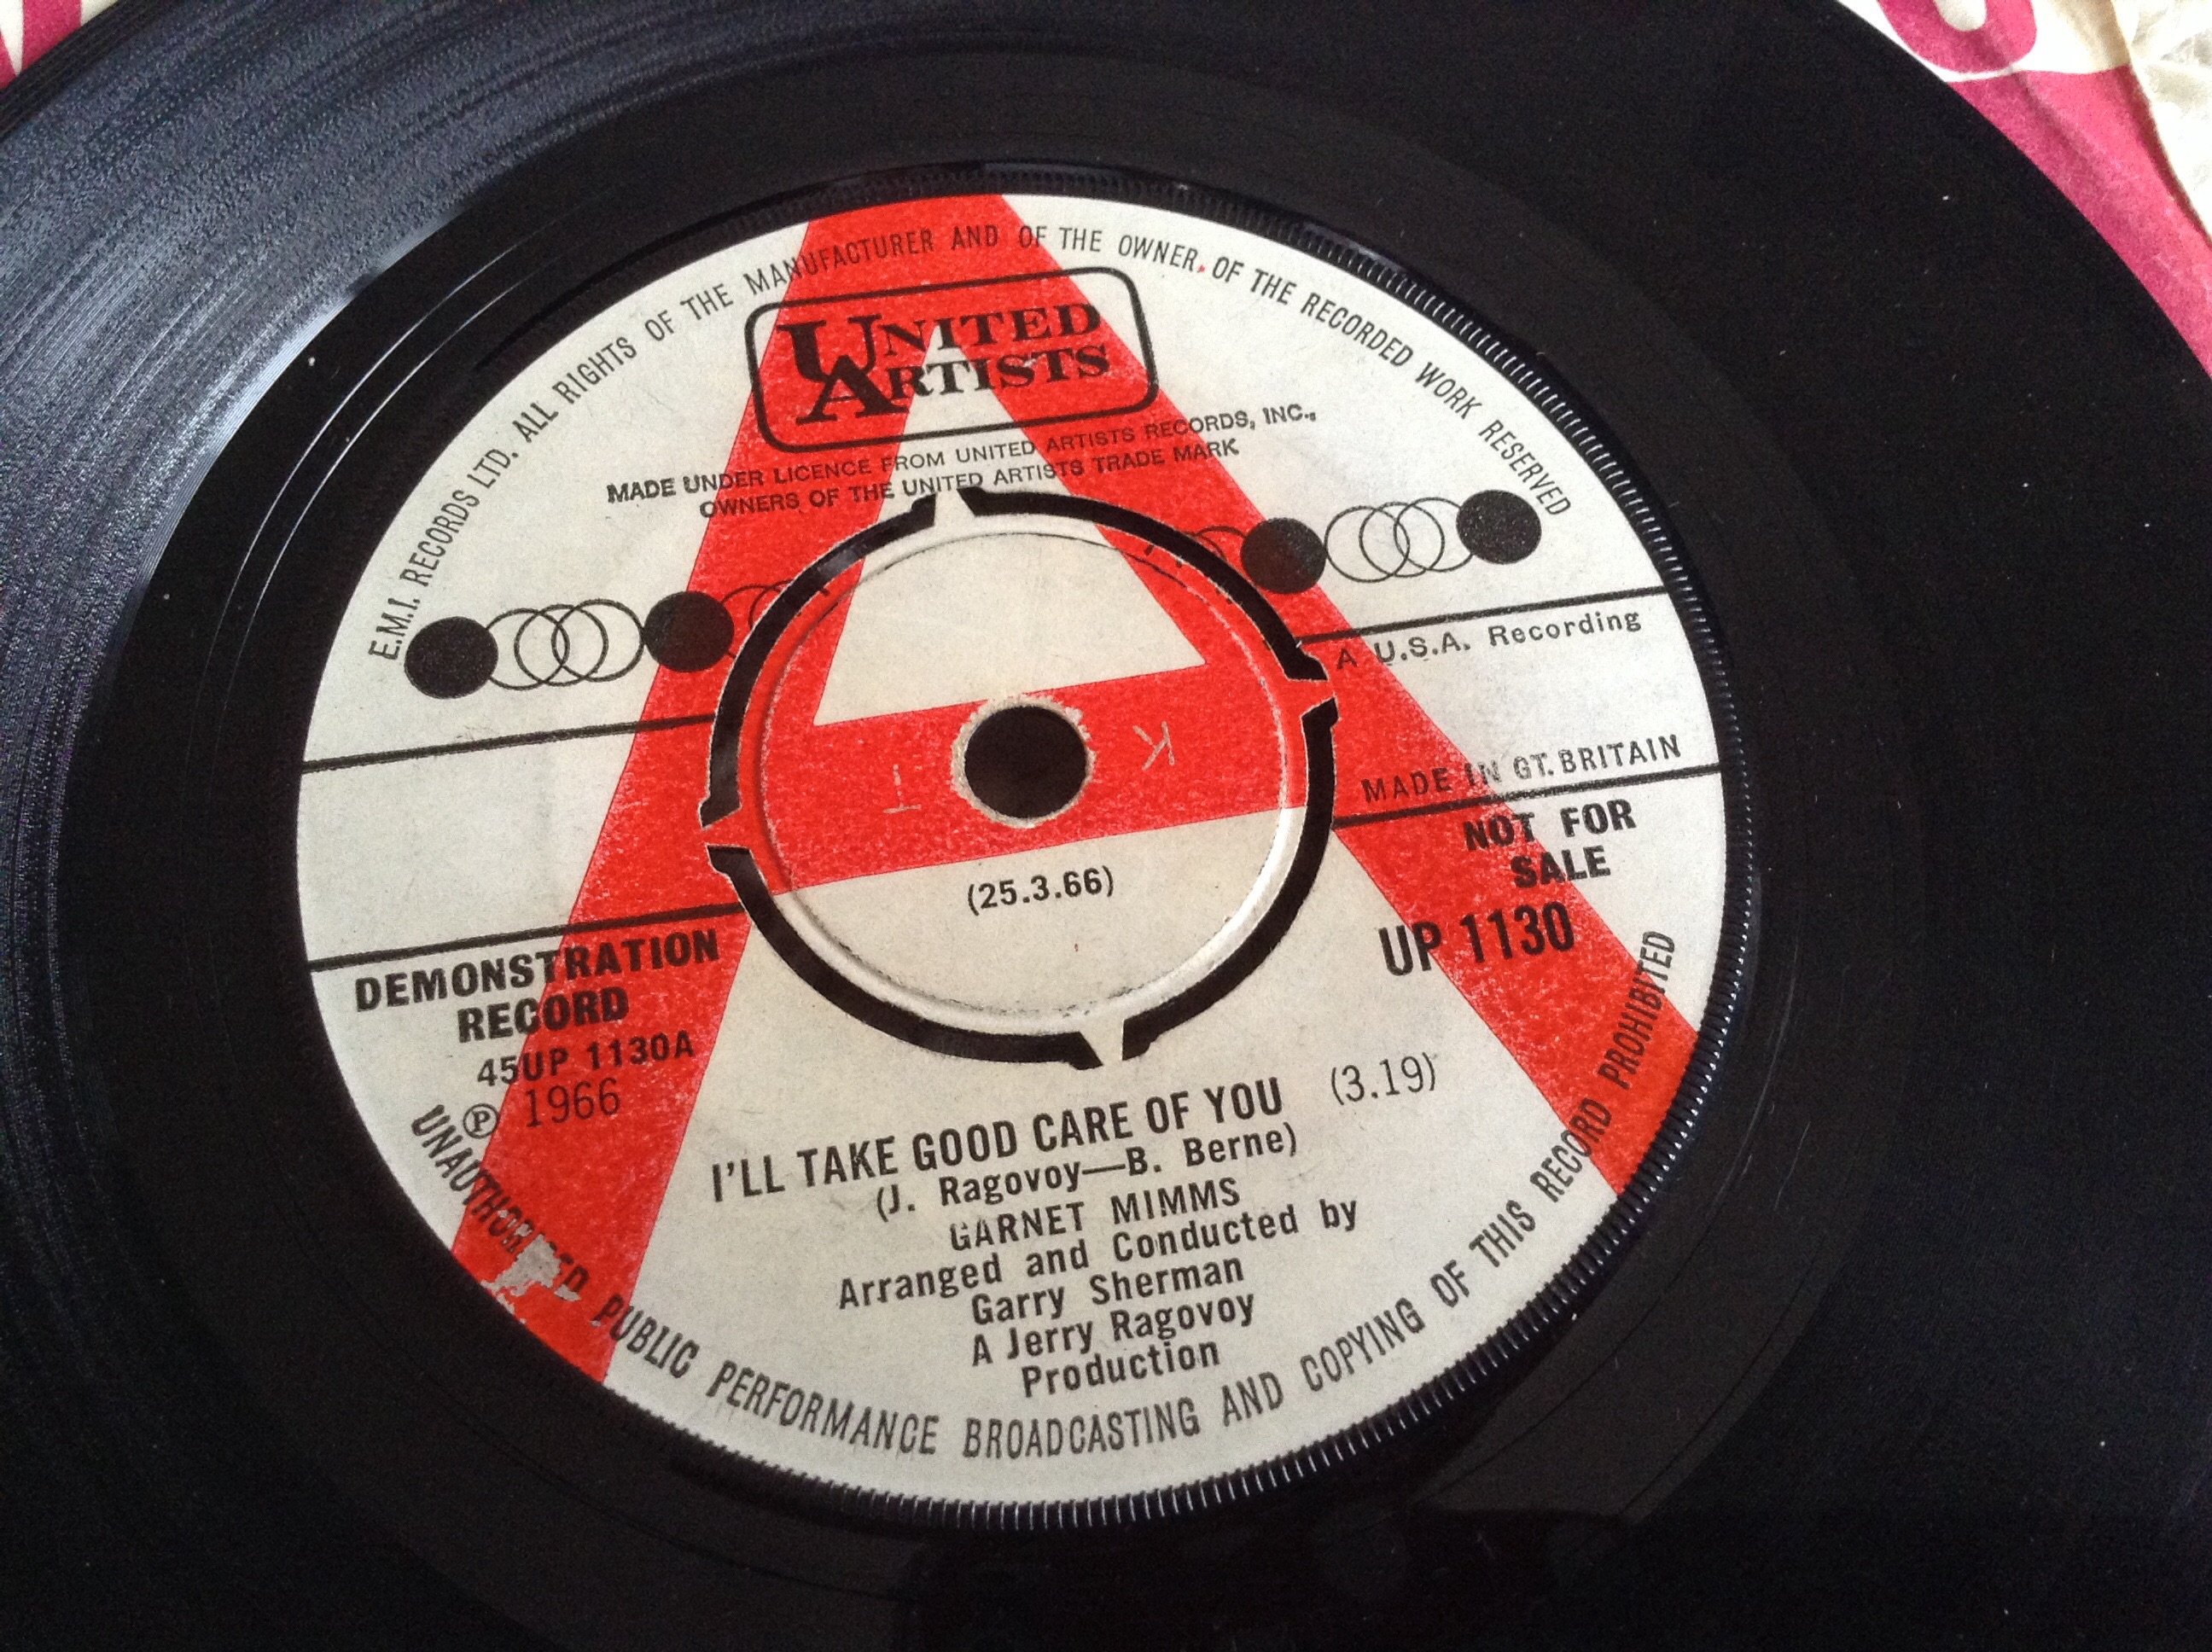 E.M.I. RECORDS LTD. ALL RIGHTS OF THE MANUFACTURER AND OF THE OWNER OF THE RECORDED WORK RESERVED
UNITED
ARTISTS
MADE UNDER LICENCE FROM UNITED ARTISTS RECORDS, INC.,
OWNERS OF THE UNITED ARTISTS TRADE MARK
A U.S.A. Recording
MADE IN GT. BRITAIN
K
T
(25.3.66)
NOT FOR
SALE
UP 1130
DEMONSTRATION
RECORD
45UP 1130A
℗ 1966
I'LL TAKE GOOD CARE OF YOU (3.19)
(J. Ragovoy—B. Berne)
GARNET MIMMS
Arranged and Conducted by
Garry Sherman
A Jerry Ragovoy
Production
UNAUTHORISED PUBLIC PERFORMANCE BROADCASTING AND COPYING OF THIS RECORD PROHIBITED
A